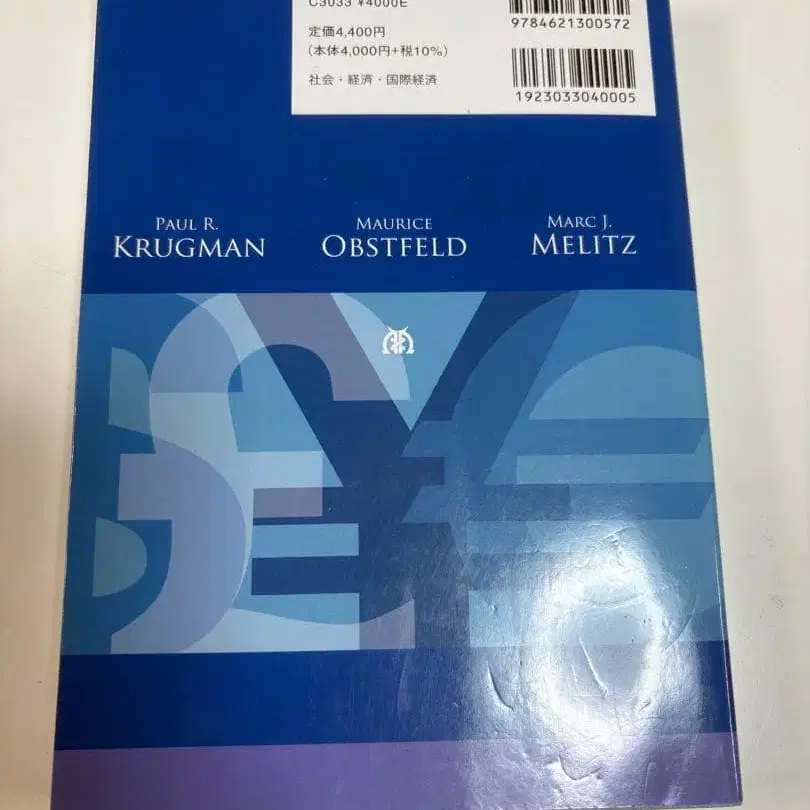 C3033 ¥4000E
定価4,400円
(本体4,000円+税10%)
社会・経済・国際経済
9784621300572
1923033040005
PAUL R.
KRUGMAN
MAURICE
OBSTFELD
MARC J.
MELITZ